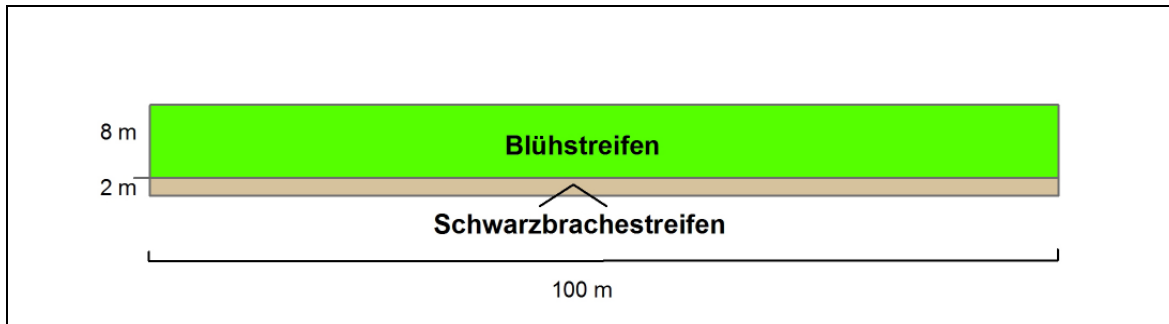 8 m
Blühstreifen
2 m
Schwarzbrachestreifen
100 m